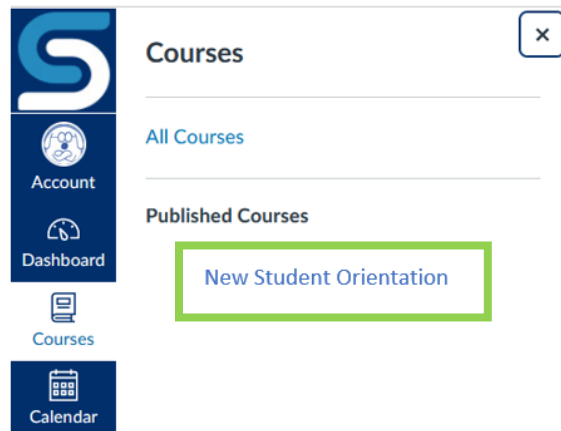 Courses
All Courses
Published Courses
New Student Orientation
Account
Dashboard
Courses
Calendar